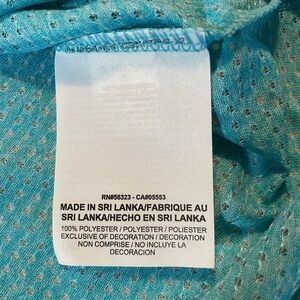 RN#56323 - CA#05553
MADE IN SRI LANKA/FABRIQUE AU
SRI LANKA/HECHO EN SRI LANKA
100% POLYESTER / POLYESTER / POLIESTER
EXCLUSIVE OF DECORATION / DECORATION
NON COMPRISE / NO INCLUYE LA
DECORACION